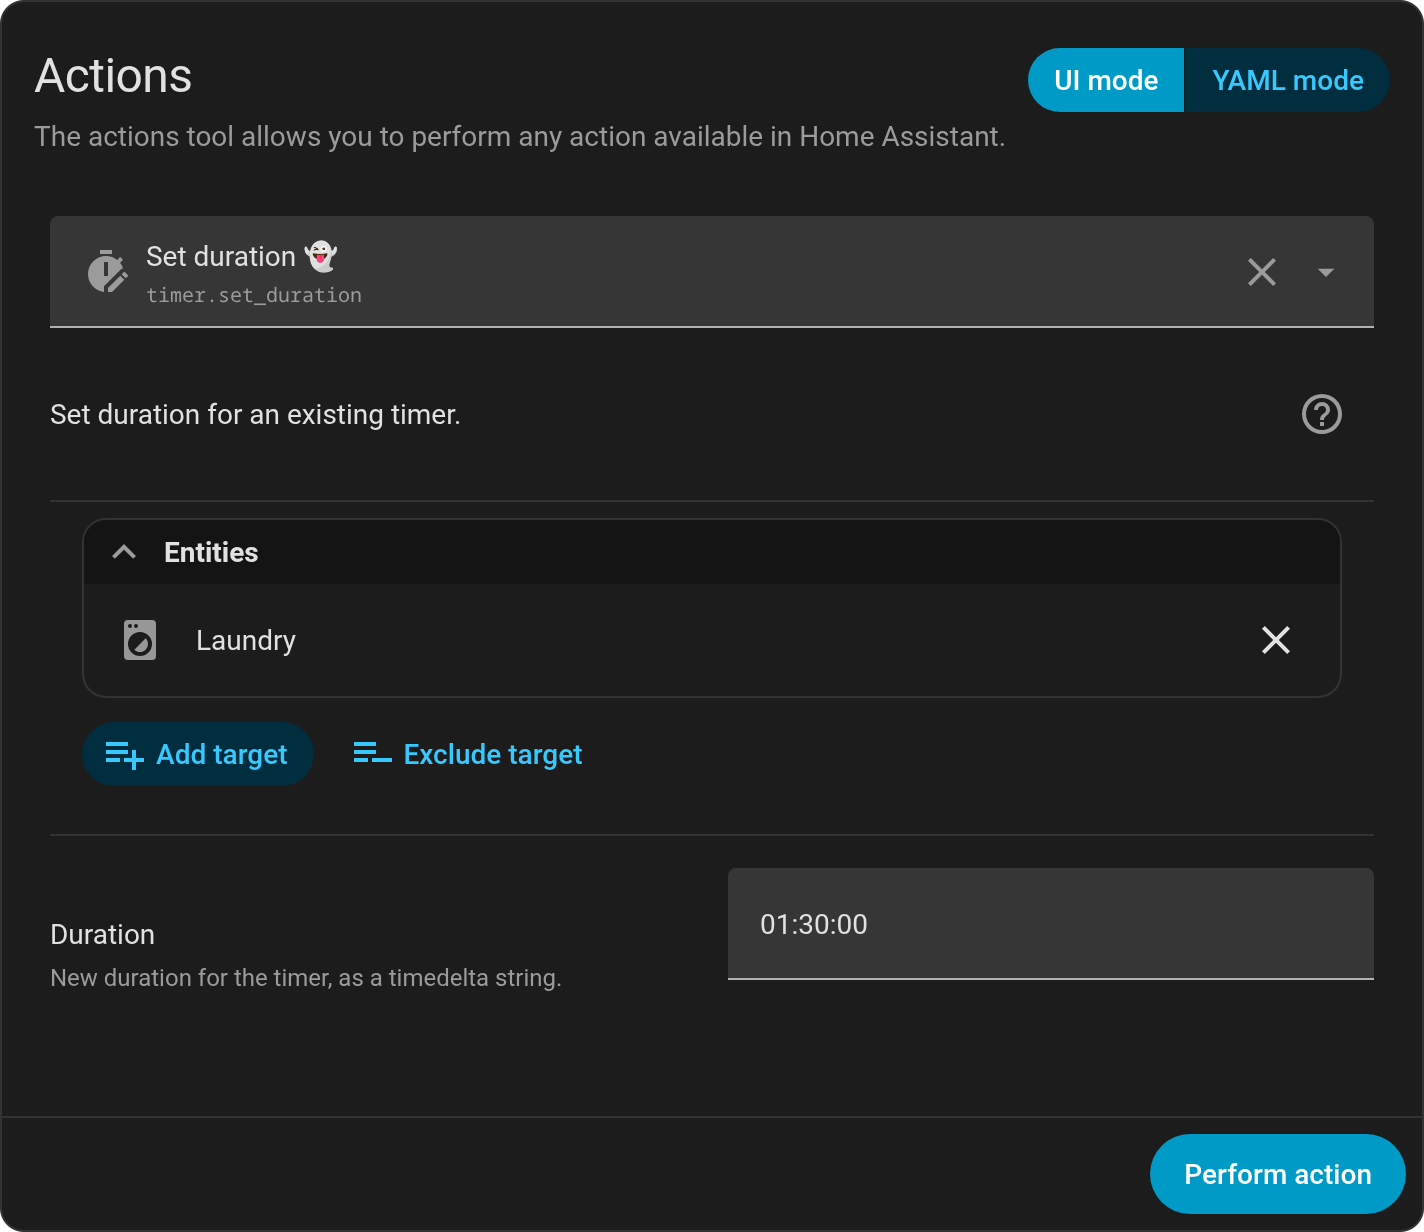 Actions
UI mode
YAML mode
The actions tool allows you to perform any action available in Home Assistant.
Set duration 👻
timer.set_duration
Set duration for an existing timer.
Entities
Laundry
Add target
Exclude target
Duration
New duration for the timer, as a timedelta string.
01:30:00
Perform action